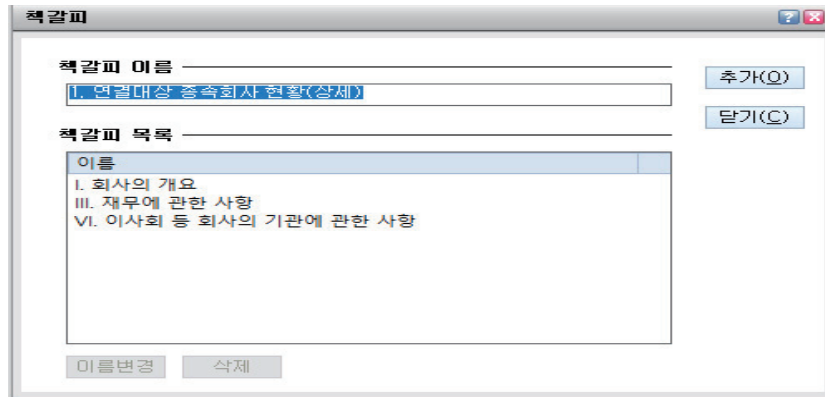 책갈피
책갈피 이름
추가(O)
1. 연결대상 종속회사 현황(상세)
닫기(C)
책갈피 목록
이름
I. 회사의 개요
III. 재무에 관한 사항
VI. 이사회 등 회사의 기관에 관한 사항
이름변경 삭제